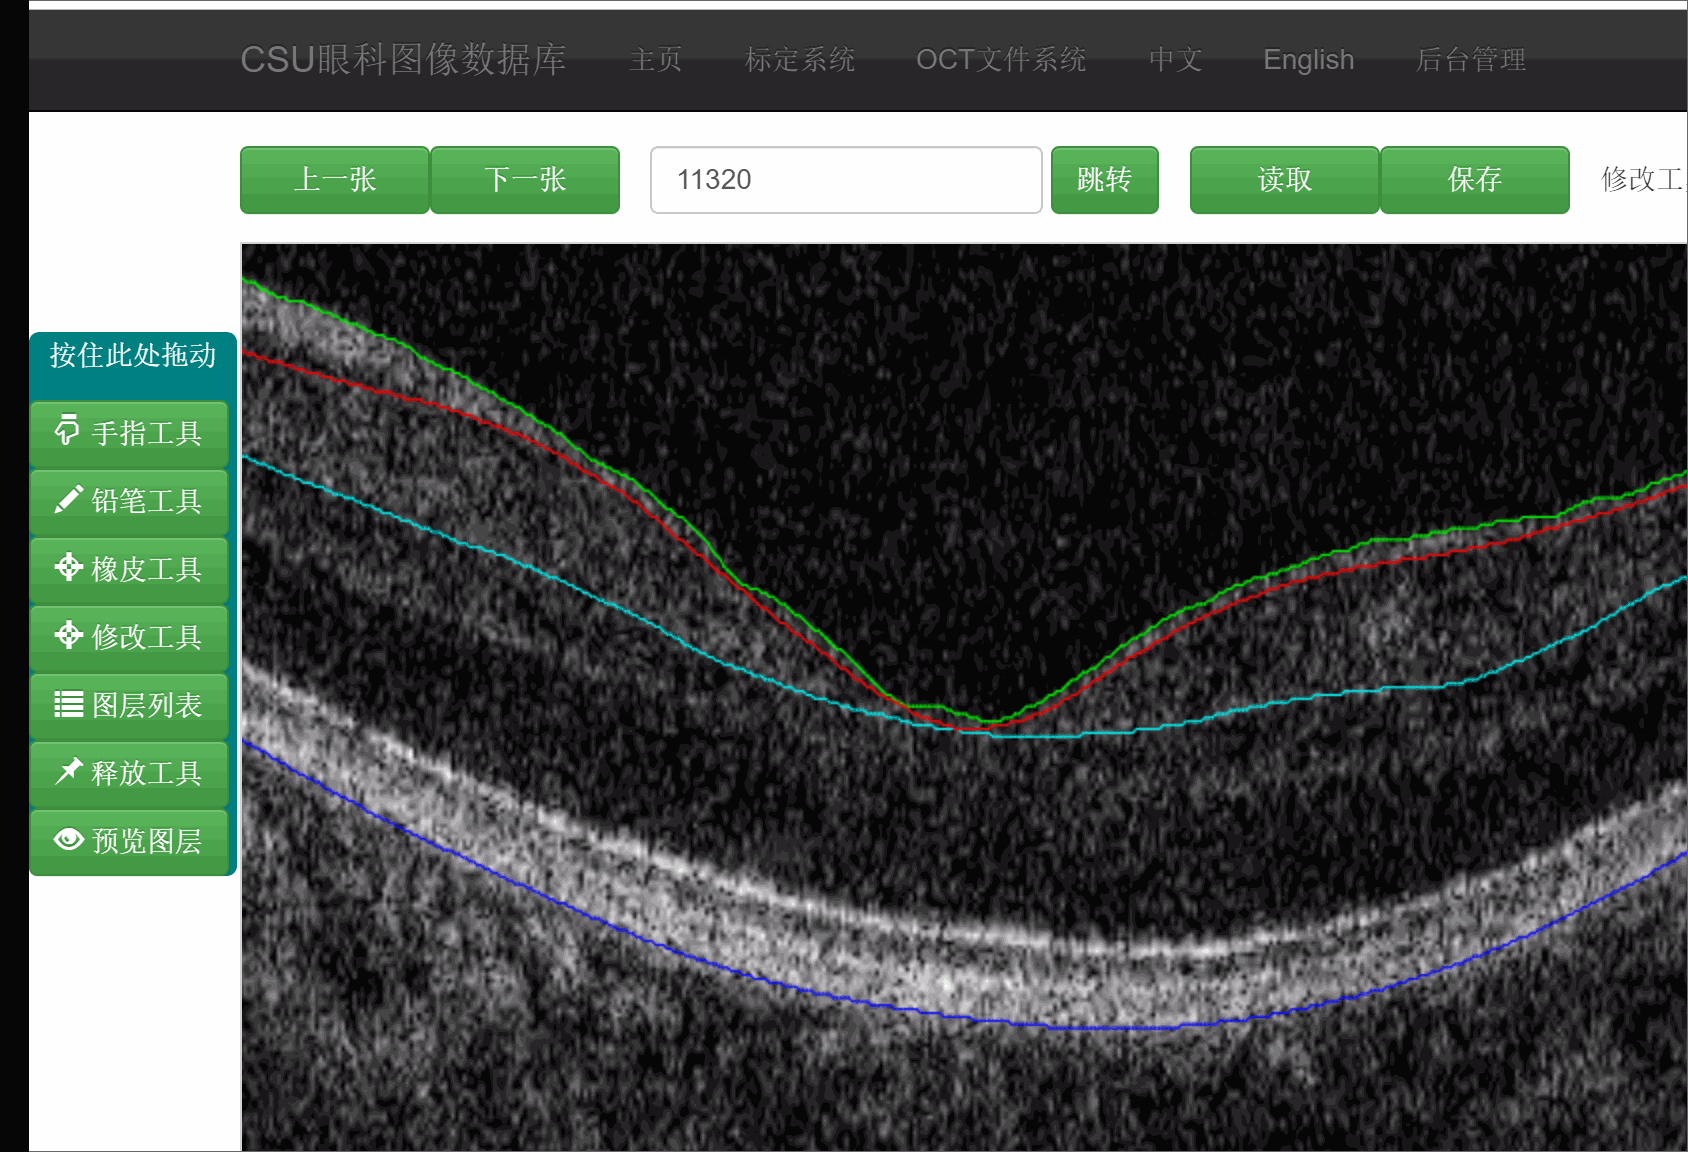 CSU眼科图像数据库 主页 标定系统 OCT文件系统 中文 English 后台管理
上一张 下一张 11320 跳转 读取 保存 修改工
按住此处拖动
手指工具
铅笔工具
橡皮工具
修改工具
图层列表
释放工具
预览图层